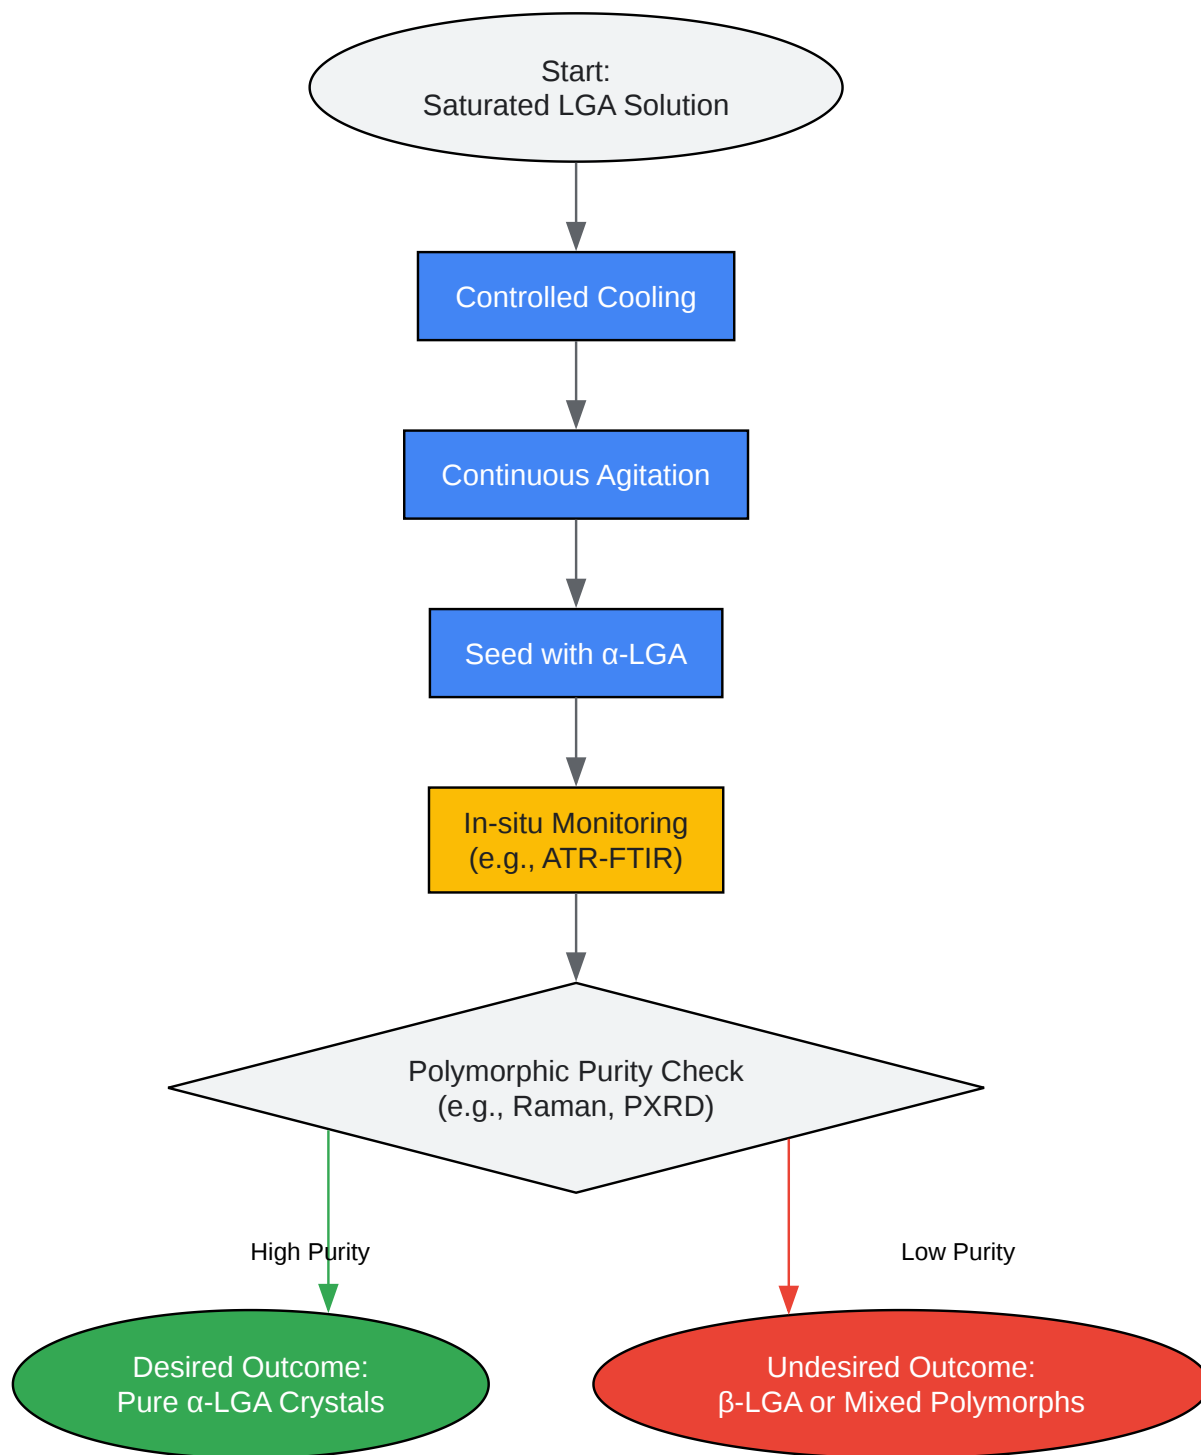 Start:
Saturated LGA Solution
Controlled Cooling
Continuous Agitation
Seed with α-LGA
In-situ Monitoring
(e.g., ATR-FTIR)
Polymorphic Purity Check
(e.g., Raman, PXRD)
High Purity
Low Purity
Desired Outcome:
Pure α-LGA Crystals
Undesired Outcome:
β-LGA or Mixed Polymorphs